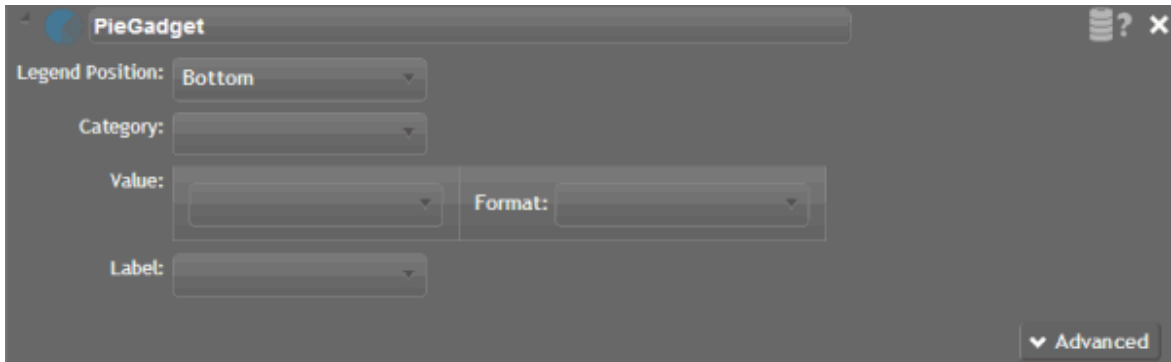 PieGadget ?
Legend Position: Bottom
Category:
Value: Format:
Label:
Advanced